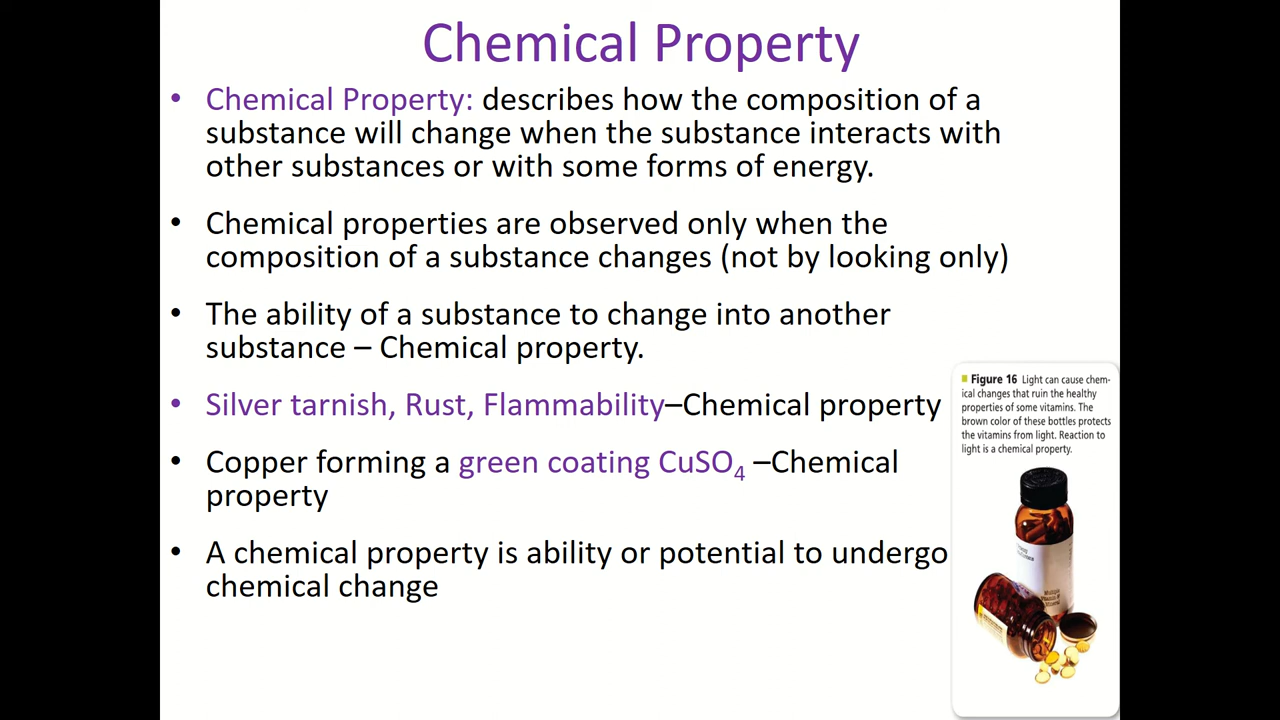 Chemical Property
• Chemical Property: describes how the composition of a
substance will change when the substance interacts with
other substances or with some forms of energy.
• Chemical properties are observed only when the
composition of a substance changes (not by looking only)
• The ability of a substance to change into another
substance – Chemical property.
• Silver tarnish, Rust, Flammability–Chemical property
• Copper forming a green coating CuSO₄ –Chemical
property
• A chemical property is ability or potential to undergo
chemical change
Figure 16 Light can cause chem-
ical changes that ruin the healthy
properties of some vitamins. The
brown color of these bottles protects
the vitamins from light. Reaction to
light is a chemical property.